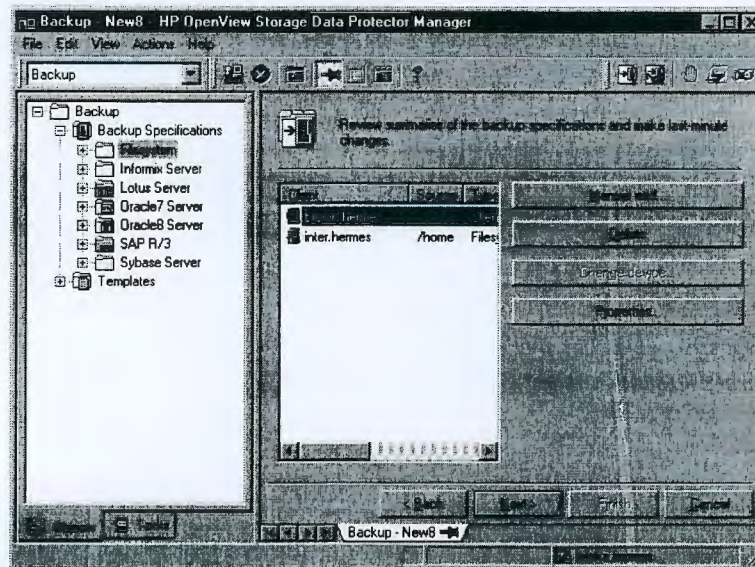 Backup - New8 - HP OpenView Storage Data Protector Manager
File Edit View Actions Help
Backup
Backup
Backup Specifications
Filesystem
Informix Server
Lotus Server
Oracle7 Server
Oracle8 Server
SAP R/3
Sybase Server
Templates
Review summaries of the backup specifications and make last-minute
changes.
inter.hermes /home Files
Manual add...
Delete
Change device...
Properties...
< Back Next > Finish Cancel
Backup - New8